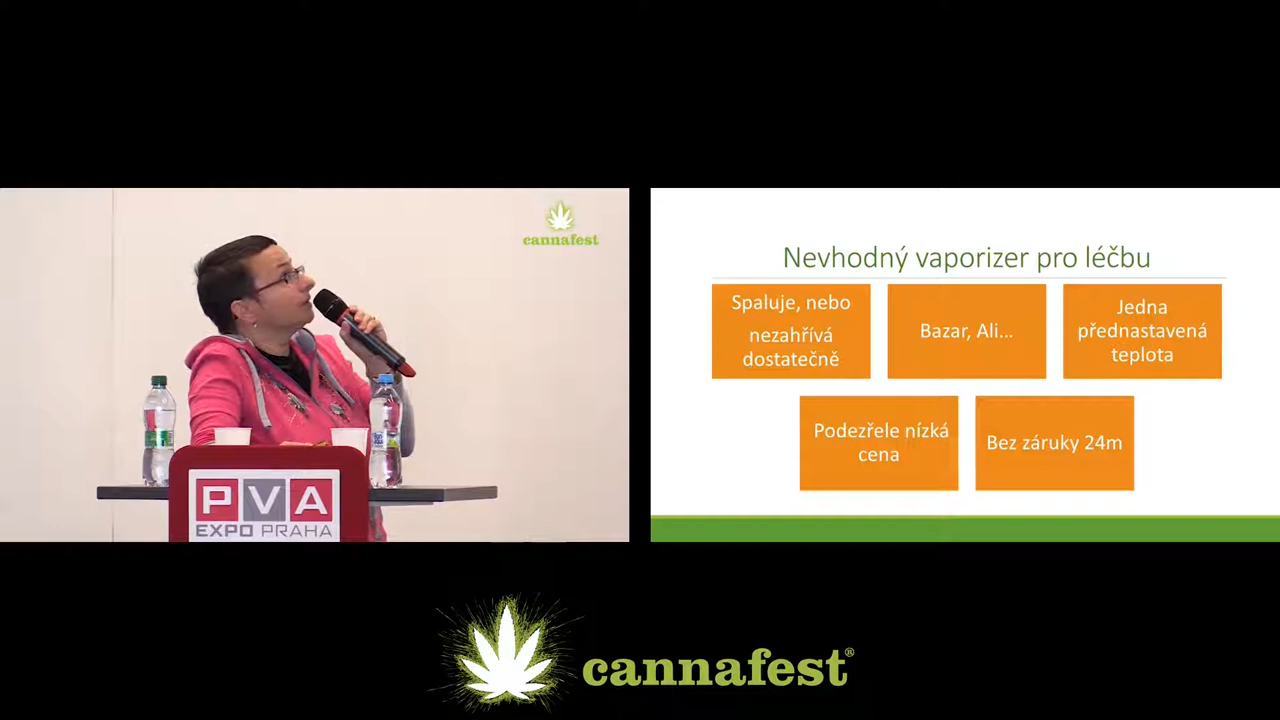 cannafest
PVA
EXPO PRAHA
Nevhodný vaporizer pro léčbu
Spaluje, nebo
nezahřívá
dostatečně
Bazar, Ali...
Jedna
přednastavená
teplota
Podezřele nízká
cena
Bez záruky 24m
cannafest®